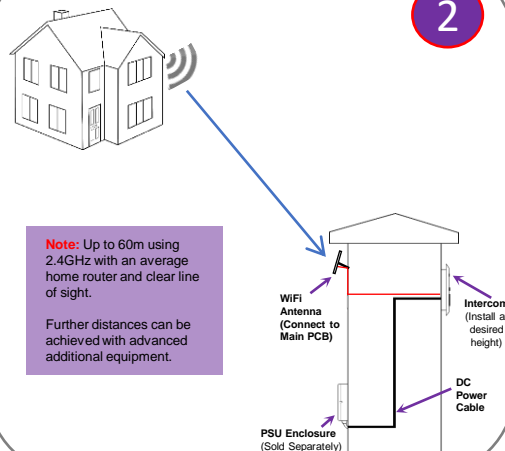 2
Note: Up to 60m using
2.4GHz with an average
home router and clear line
of sight.
Further distances can be
achieved with advanced
additional equipment.
WiFi
Antenna
(Connect to
Main PCB)
Intercom
(Install a
desired
height)
DC
Power
Cable
PSU Enclosure
(Sold Separately)